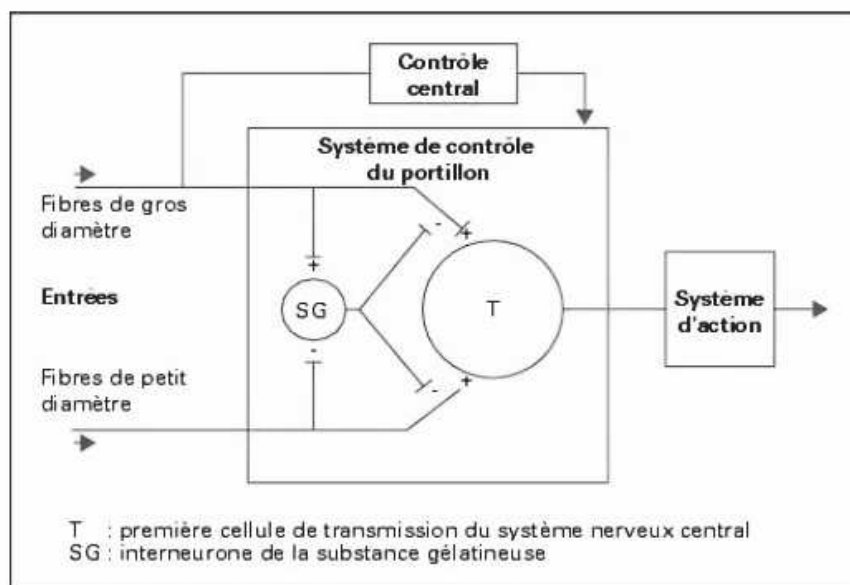 Contrôle
central
Système de contrôle
du portillon
Fibres de gros
diamètre
-
+
+
Entrées
SG
T
Système
d'action
-
-
+
Fibres de petit
diamètre
T : première cellule de transmission du système nerveux central
SG : interneurone de la substance gélatineuse